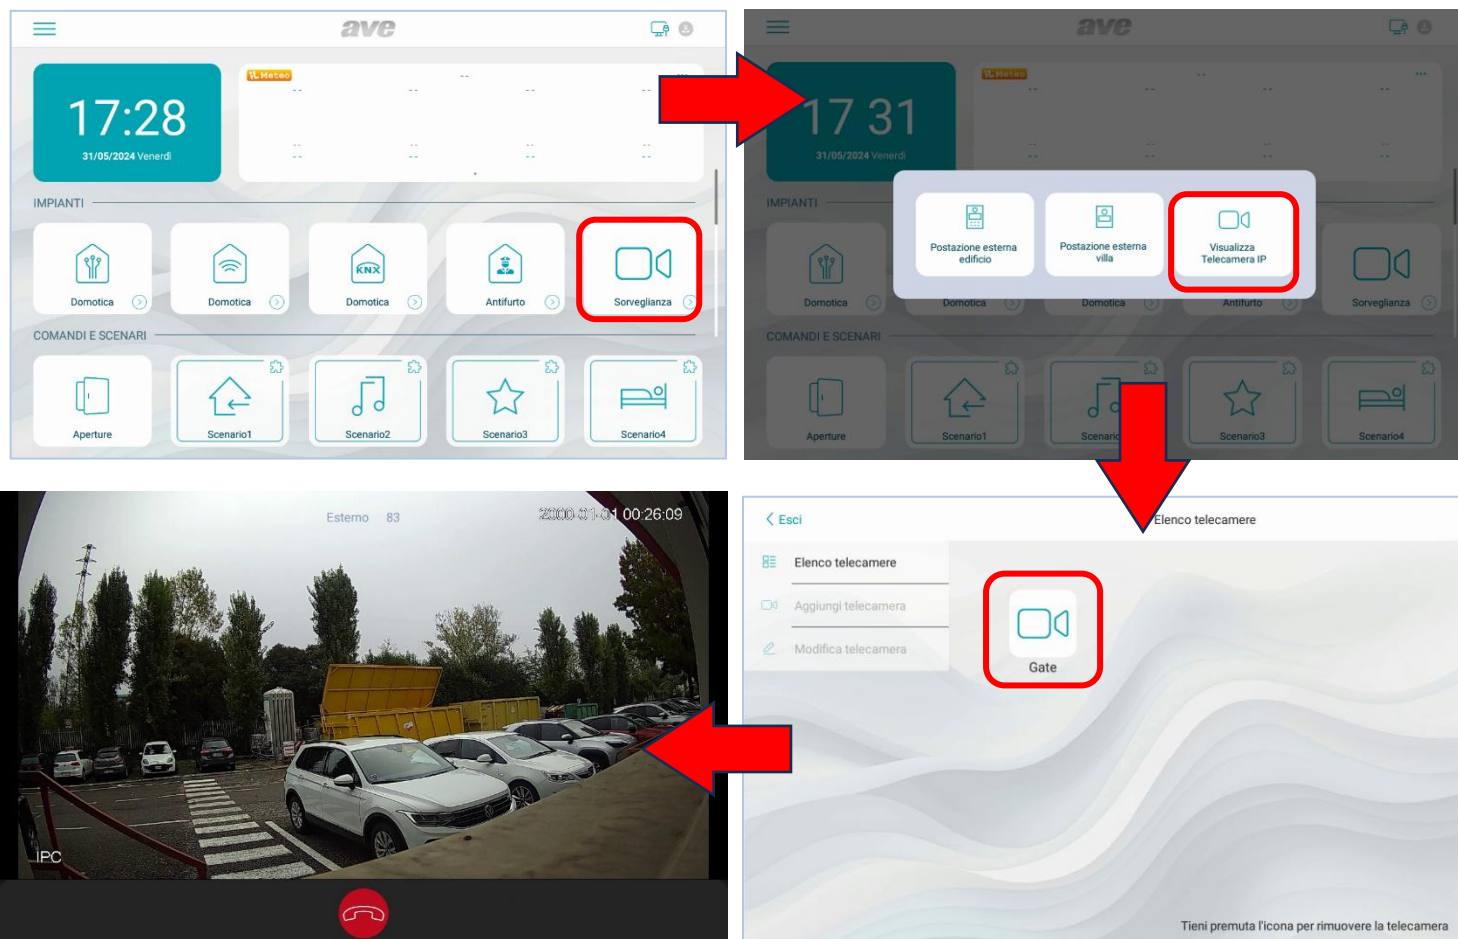 ave
iL Meteo
17:28
31/05/2024 Venerdì
IMPIANTI
Domotica
Domotica
KNX
Domotica
Antifurto
Sorveglianza
COMANDI E SCENARI
Aperture
Scenario1
Scenario2
Scenario3
Scenario4
ave
iL Meteo
17 31
31/05/2024 Venerdì
IMPIANTI
Postazione esterna
edificio
Postazione esterna
villa
Visualizza
Telecamera IP
Domotica
Domotica
Domotica
Antifurto
Sorveglianza
COMANDI E SCENARI
Aperture
Scenario1
Scenario3
Scenario4
Esterno 83
2000-01-01 00:26:09
IPC
Esci
Elenco telecamere
Elenco telecamere
Aggiungi telecamera
Modifica telecamera
Gate
Tieni premuta l'icona per rimuovere la telecamera